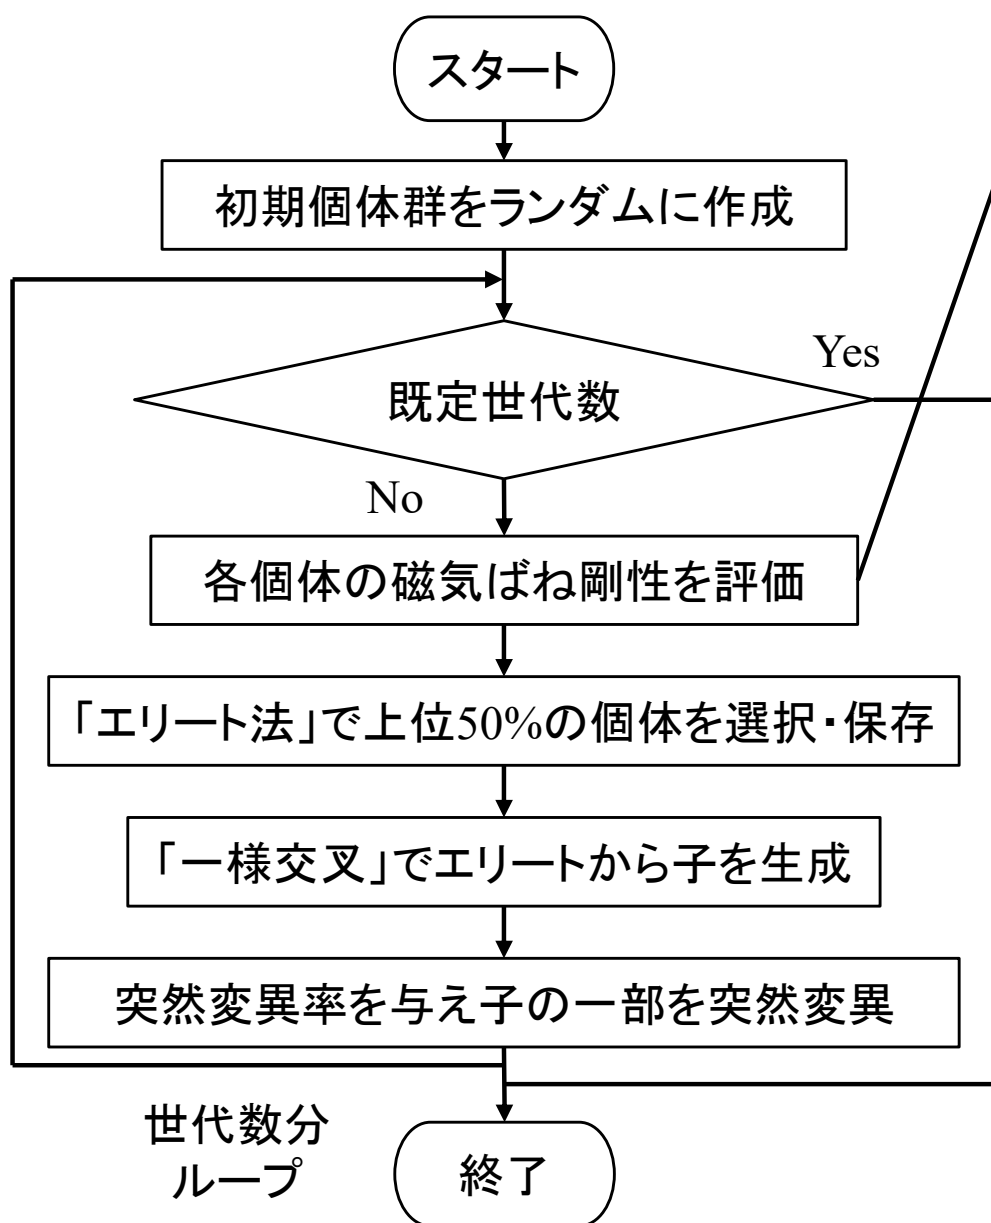 スタート
初期個体群をランダムに作成
Yes
既定世代数
No
各個体の磁気ばね剛性を評価
「エリート法」で上位50%の個体を選択・保存
「一様交叉」でエリートから子を生成
突然変異率を与え子の一部を突然変異
世代数分
ループ
終了